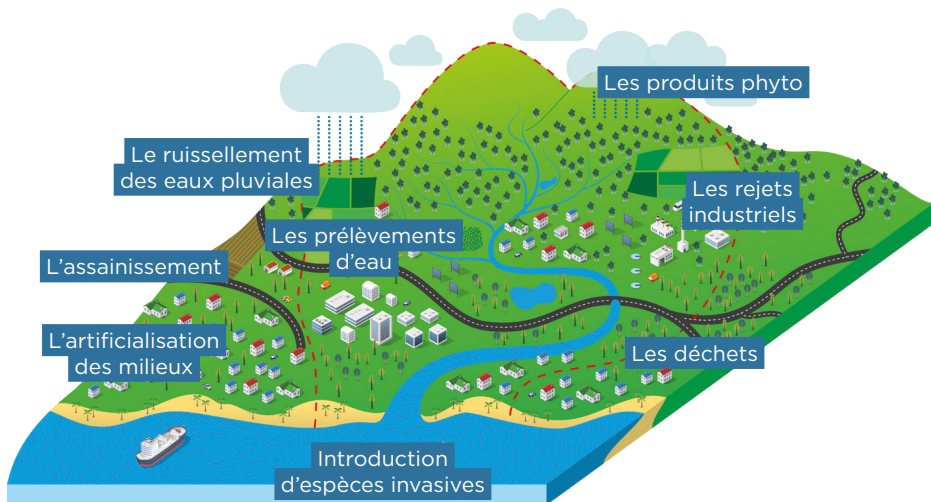 Les produits phyto
Le ruissellement
des eaux pluviales
Les rejets
industriels
Les prélèvements
d'eau
L'assainissement
L'artificialisation
des milieux
Les déchets
Introduction
d'espèces invasives